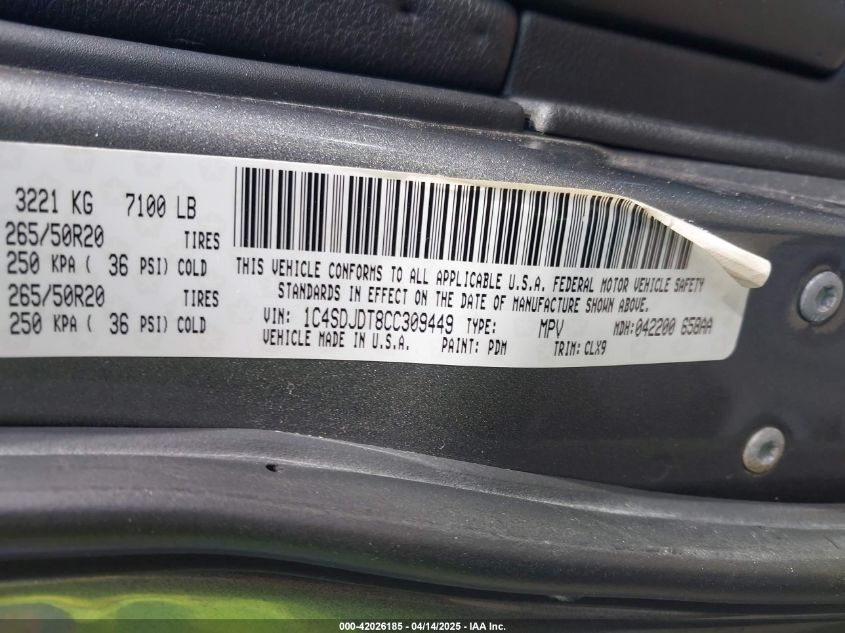 3221 KG 7100 LB
265/50R20 TIRES
250 KPA ( 36 PSI) COLD
265/50R20 TIRES
250 KPA ( 36 PSI) COLD
THIS VEHICLE CONFORMS TO ALL APPLICABLE U.S.A. FEDERAL MOTOR VEHICLE SAFETY
STANDARDS IN EFFECT ON THE DATE OF MANUFACTURE SHOWN ABOVE.
VIN: 1C4SDJDT8CC309449 TYPE: MPV MDH:042200 658AA
VEHICLE MADE IN U.S.A. PAINT: PDM TRIM: CLX9
000-42026185 - 04/14/2025 - IAA Inc.